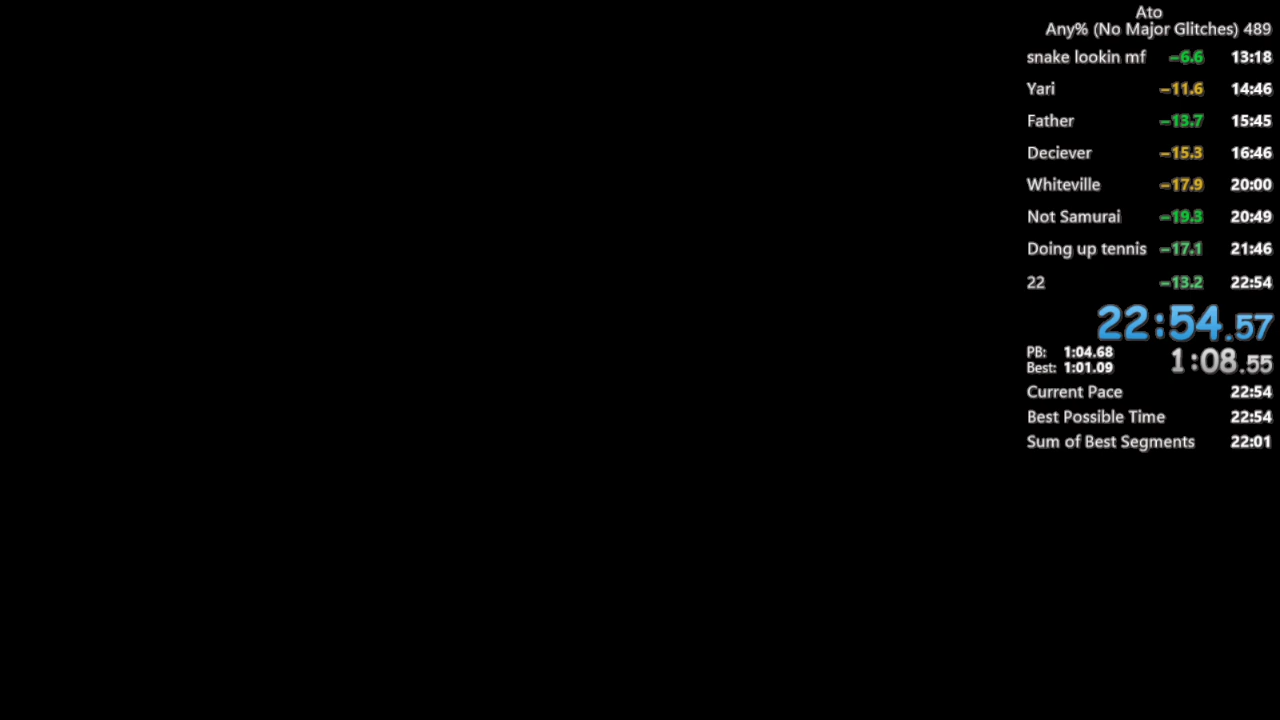 Ato
Any% (No Major Glitches) 489
snake lookin mf -6.6 13:18
Yari -11.6 14:46
Father -13.7 15:45
Deciever -15.3 16:46
Whiteville -17.9 20:00
Not Samurai -19.3 20:49
Doing up tennis -17.1 21:46
22 -13.2 22:54
22:54.57
PB: 1:04.68
Best: 1:01.09
1:08.55
Current Pace 22:54
Best Possible Time 22:54
Sum of Best Segments 22:01